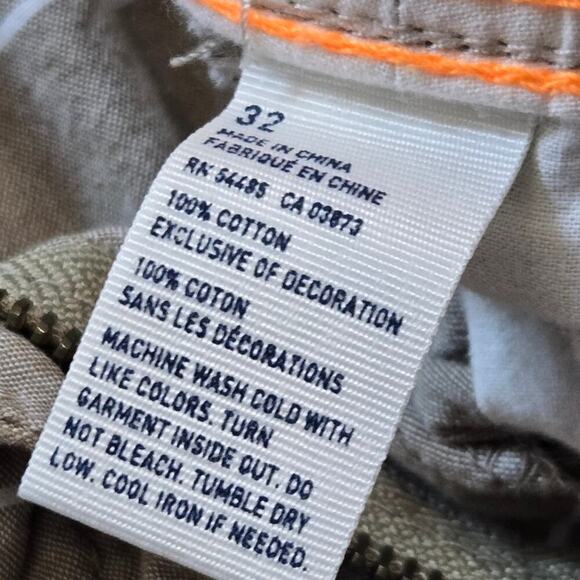 32
MADE IN CHINA
FABRIQUÉ EN CHINE
RN 54485 CA 03873
100% COTTON
EXCLUSIVE OF DECORATION
100% COTON
SANS LES DÉCORATIONS
MACHINE WASH COLD WITH
LIKE COLORS. TURN
GARMENT INSIDE OUT. DO
NOT BLEACH. TUMBLE DRY
LOW. COOL IRON IF NEEDED.